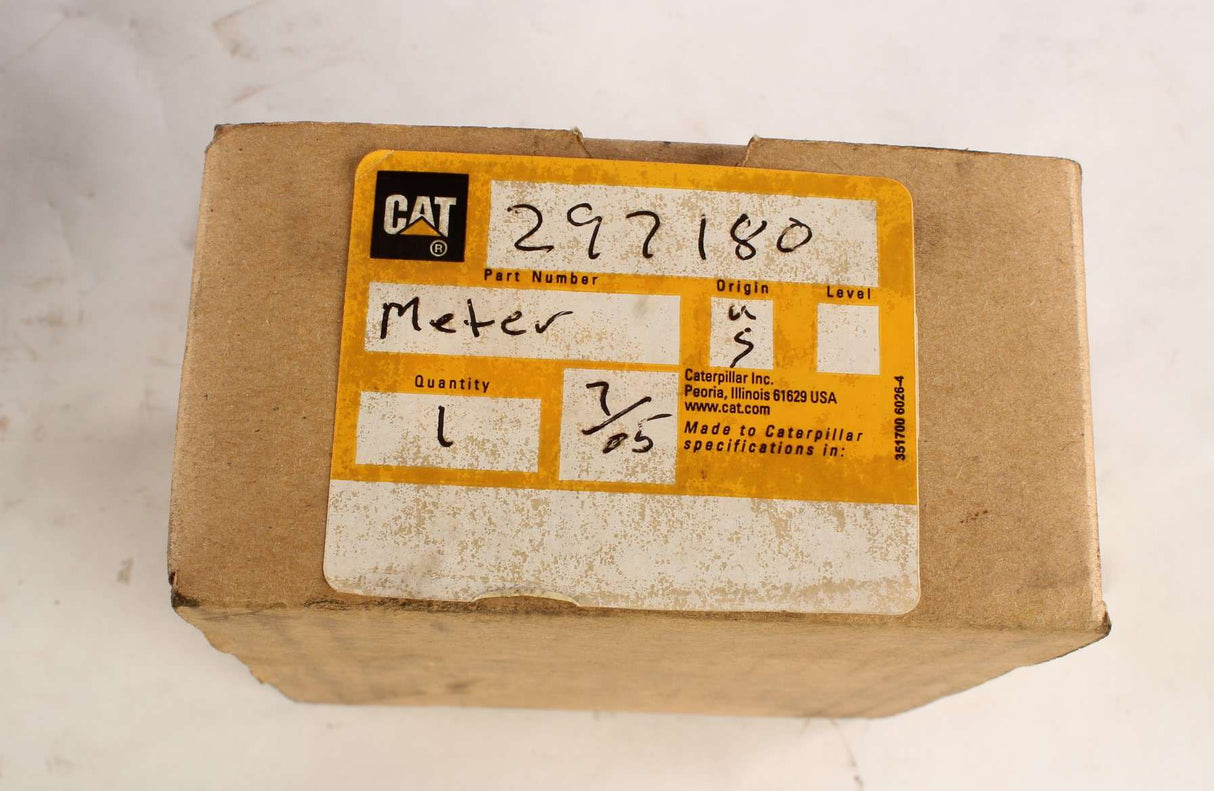 CAT ®
297180
Part Number
Origin
Level
Meter
US
Quantity
1
7/05
Caterpillar Inc.
Peoria, Illinois 61629 USA
www.cat.com
Made to Caterpillar
specifications in:
351700 6026-4